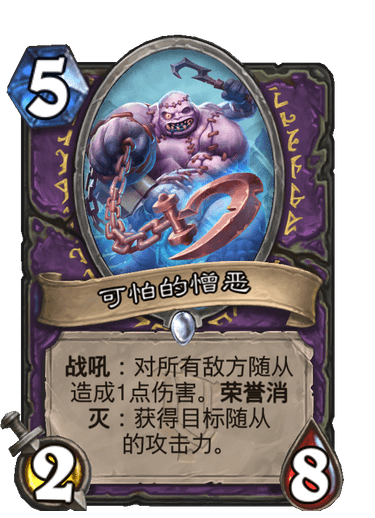 5
可怕的憎恶
战吼：对所有敌方随从
造成1点伤害。荣誉消
灭：获得目标随从
的攻击力。
2
8